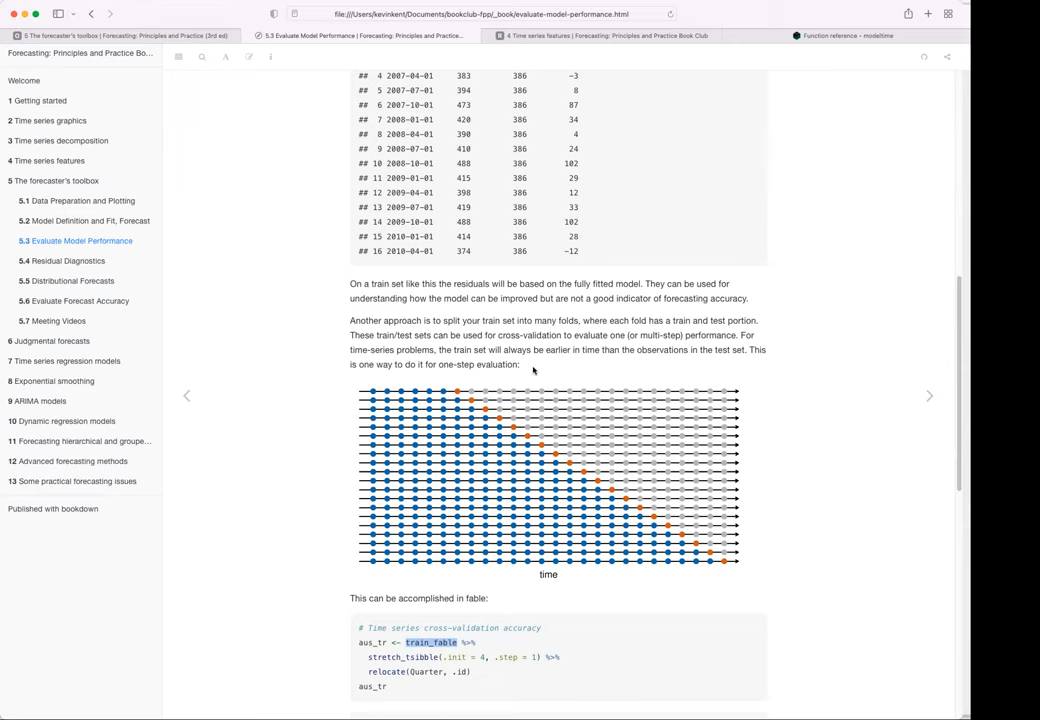 file:///Users/kevinkent/Documents/bookclub-fpp/_book/evaluate-model-performance.html
5 The forecaster's toolbox | Forecasting: Principles and Practice (3rd ed)
5.3 Evaluate Model Performance | Forecasting: Principles and Practice...
4 Time series features | Forecasting: Principles and Practice Book Club
Function reference - modeltime
Forecasting: Principles and Practice Bo...
Welcome
1 Getting started
2 Time series graphics
3 Time series decomposition
4 Time series features
5 The forecaster's toolbox
5.1 Data Preparation and Plotting
5.2 Model Definition and Fit, Forecast
5.3 Evaluate Model Performance
5.4 Residual Diagnostics
5.5 Distributional Forecasts
5.6 Evaluate Forecast Accuracy
5.7 Meeting Videos
6 Judgmental forecasts
7 Time series regression models
8 Exponential smoothing
9 ARIMA models
10 Dynamic regression models
11 Forecasting hierarchical and groupe...
12 Advanced forecasting methods
13 Some practical forecasting issues
Published with bookdown
## 4 2007-04-01 383 386 -3
## 5 2007-07-01 394 386 8
## 6 2007-10-01 473 386 87
## 7 2008-01-01 420 386 34
## 8 2008-04-01 390 386 4
## 9 2008-07-01 410 386 24
## 10 2008-10-01 488 386 102
## 11 2009-01-01 415 386 29
## 12 2009-04-01 398 386 12
## 13 2009-07-01 419 386 33
## 14 2009-10-01 488 386 102
## 15 2010-01-01 414 386 28
## 16 2010-04-01 374 386 -12
On a train set like this the residuals will be based on the fully fitted model. They can be used for
understanding how the model can be improved but are not a good indicator of forecasting accuracy.
Another approach is to split your train set into many folds, where each fold has a train and test portion.
These train/test sets can be used for cross-validation to evaluate one (or multi-step) performance. For
time-series problems, the train set will always be earlier in time than the observations in the test set. This
is one way to do it for one-step evaluation:
time
This can be accomplished in fable:
# Time series cross-validation accuracy
aus_tr <- train_fable %>%
stretch_tsibble(.init = 4, .step = 1) %>%
relocate(Quarter, .id)
aus_tr